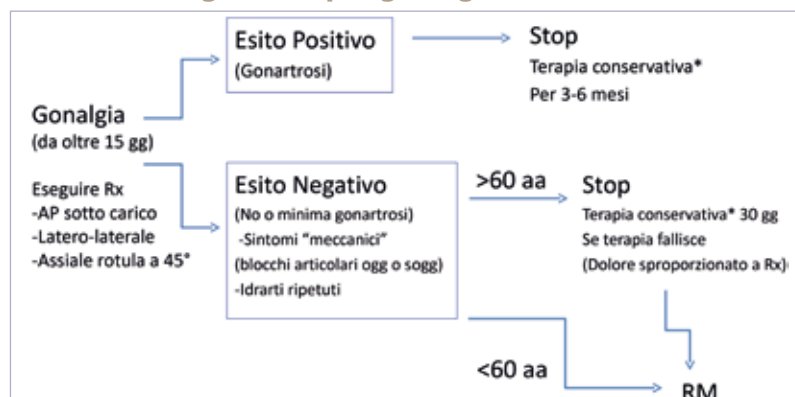 Gonalgia
(da oltre 15 gg)
Eseguire Rx
-AP sotto carico
-Latero-laterale
-Assiale rotula a 45°
Esito Positivo
(Gonartrosi)
Stop
Terapia conservativa*
Per 3-6 mesi
Esito Negativo
(No o minima gonartrosi)
-Sintomi “meccanici”
(blocchi articolari ogg o sogg)
-Idrarti ripetuti
>60 aa
Stop
Terapia conservativa* 30 gg
Se terapia fallisce
(Dolore sproporzionato a Rx)
<60 aa
RM